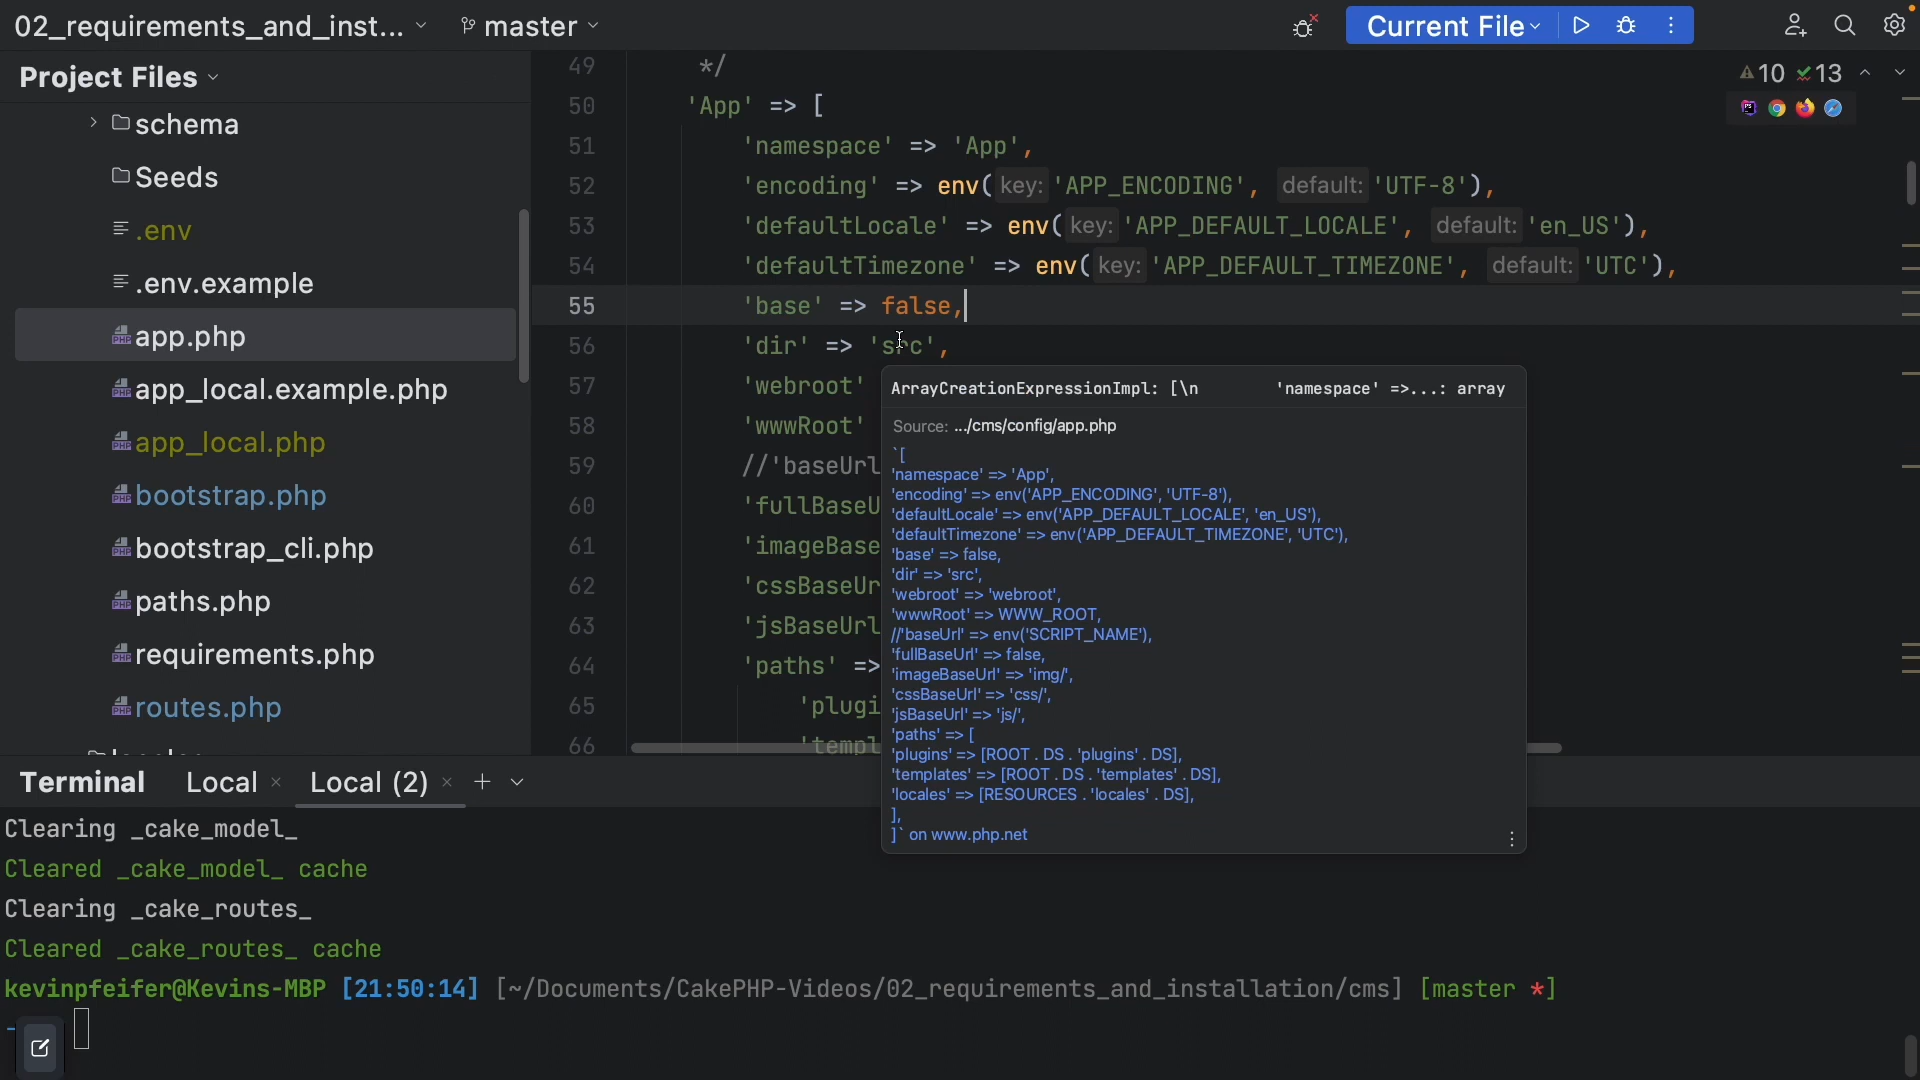 02_requirements_and_inst...
master
Current File
Project Files
schema
Seeds
.env
.env.example
app.php
app_local.example.php
app_local.php
bootstrap.php
bootstrap_cli.php
paths.php
requirements.php
routes.php
10 13
49 */
50 'App' => [
51 'namespace' => 'App',
52 'encoding' => env( key: 'APP_ENCODING', default: 'UTF-8'),
53 'defaultLocale' => env( key: 'APP_DEFAULT_LOCALE', default: 'en_US'),
54 'defaultTimezone' => env( key: 'APP_DEFAULT_TIMEZONE', default: 'UTC'),
55 'base' => false,
56 'dir' => 'src',
57 'webroot'
58 'wwwRoot'
59 //'baseUrl
60 'fullBaseU
61 'imageBase
62 'cssBaseUr
63 'jsBaseUrl
64 'paths' =>
65 'plugi
66 'templ
ArrayCreationExpressionImpl: [\n 'namespace' =>...: array
Source: .../cms/config/app.php
`[
'namespace' => 'App',
'encoding' => env('APP_ENCODING', 'UTF-8'),
'defaultLocale' => env('APP_DEFAULT_LOCALE', 'en_US'),
'defaultTimezone' => env('APP_DEFAULT_TIMEZONE', 'UTC'),
'base' => false,
'dir' => 'src',
'webroot' => 'webroot',
'wwwRoot' => WWW_ROOT,
//'baseUrl' => env('SCRIPT_NAME'),
'fullBaseUrl' => false,
'imageBaseUrl' => 'img/',
'cssBaseUrl' => 'css/',
'jsBaseUrl' => 'js/',
'paths' => [
'plugins' => [ROOT . DS . 'plugins' . DS],
'templates' => [ROOT . DS . 'templates' . DS],
'locales' => [RESOURCES . 'locales' . DS],
],
]` on www.php.net
Terminal Local × Local (2) ×
Clearing _cake_model_
Cleared _cake_model_ cache
Clearing _cake_routes_
Cleared _cake_routes_ cache
kevinpfeifer@Kevins-MBP [21:50:14] [~/Documents/CakePHP-Videos/02_requirements_and_installation/cms] [master *]